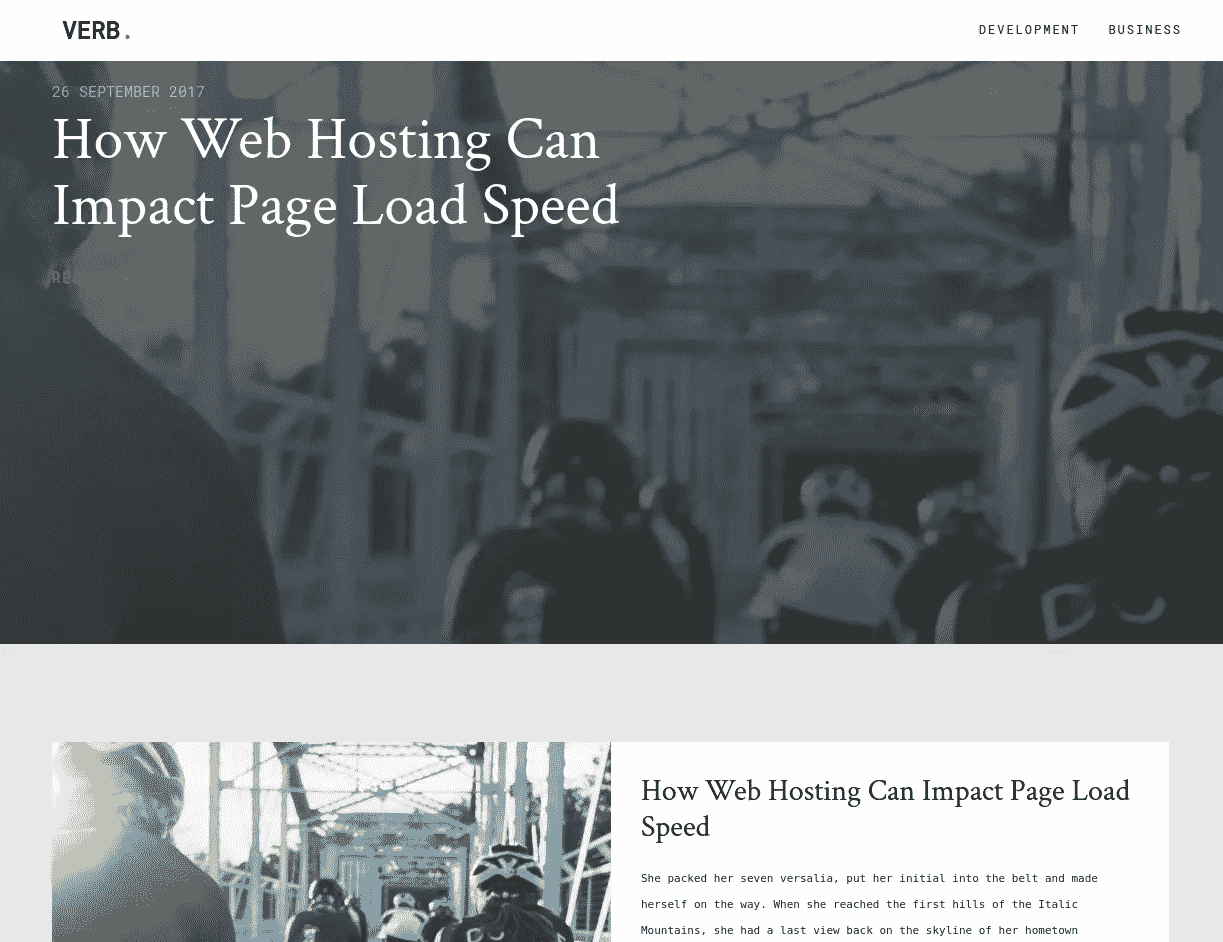 VERB.
DEVELOPMENT BUSINESS
26 SEPTEMBER 2017
How Web Hosting Can
Impact Page Load Speed
How Web Hosting Can Impact Page Load
Speed
She packed her seven versalia, put her initial into the belt and made
herself on the way. When she reached the first hills of the Italic
Mountains, she had a last view back on the skyline of her hometown